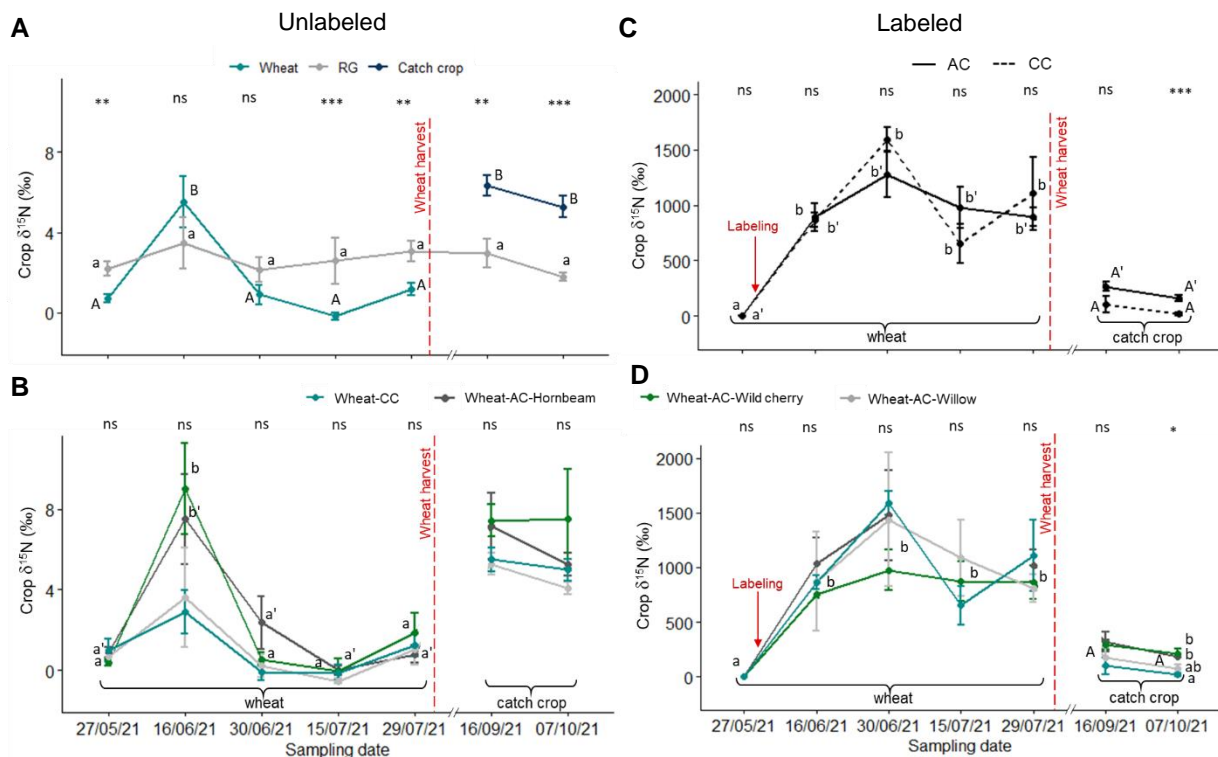 Unlabeled
Labeled
A
Wheat RG Catch crop
** ns ns *** ** ** ***
Crop δ15N (‰)
8
4
0
a A B a a A a A a A B a B a
Wheat harvest
C
AC CC
ns ns ns ns ns ns ***
Crop δ15N (‰)
2000
1500
1000
500
0
Labeling
a a' b b' b b' b' b b b' A' A A' A
Wheat harvest
wheat
catch crop
B
Wheat-CC Wheat-AC-Hornbeam
ns ns ns ns ns ns ns
Crop δ15N (‰)
8
4
0
a' a b b' a' a a a' a a'
Wheat harvest
wheat
catch crop
27/05/21 16/06/21 30/06/21 15/07/21 29/07/21 16/09/21 07/10/21
Sampling date
D
Wheat-AC-Wild cherry Wheat-AC-Willow
ns ns ns ns ns ns *
Crop δ15N (‰)
2000
1500
1000
500
0
Labeling
a b b b b A A b b ab a
Wheat harvest
wheat
catch crop
27/05/21 16/06/21 30/06/21 15/07/21 29/07/21 16/09/21 07/10/21
Sampling date